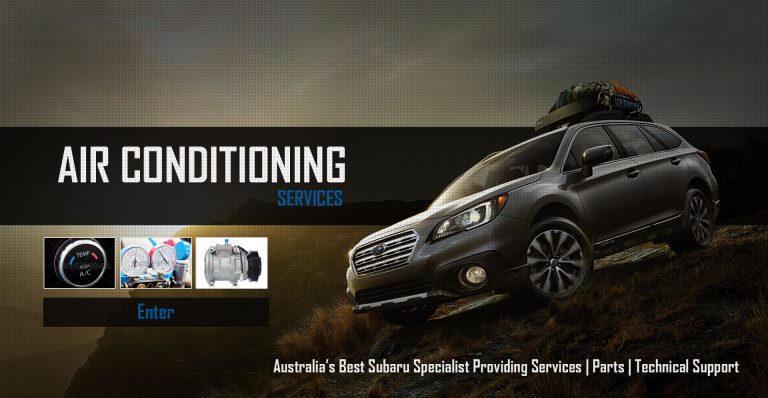 AIR CONDITIONING
SERVICES
TEMP
A/C
Enter
Australia's Best Subaru Specialist Providing Services | Parts | Technical Support